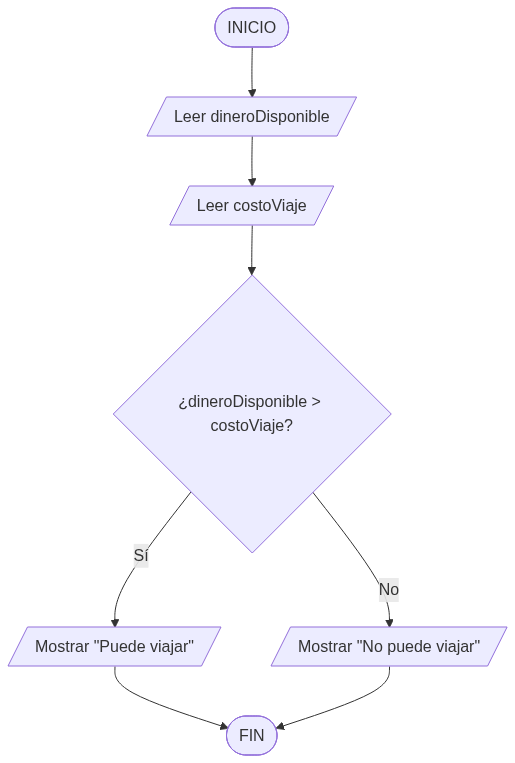 INICIO
Leer dineroDisponible
Leer costoViaje
¿dineroDisponible >
costoViaje?
Sí
No
Mostrar "Puede viajar"
Mostrar "No puede viajar"
FIN